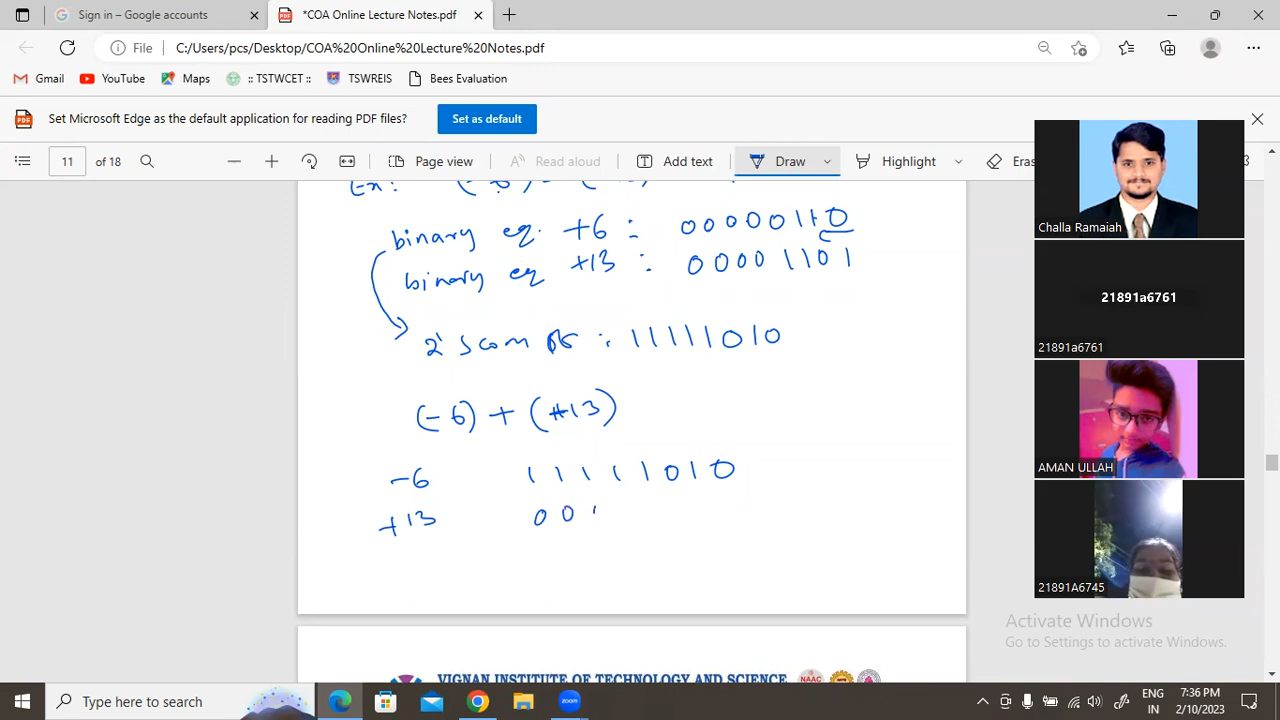 Sign in – Google accounts
*COA Online Lecture Notes.pdf
File
C:/Users/pcs/Desktop/COA%20Online%20Lecture%20Notes.pdf
Gmail YouTube Maps :: TSTWCET :: TSWREIS Bees Evaluation
Set Microsoft Edge as the default application for reading PDF files? Set as default
11 of 18 Page view Read aloud Add text Draw Highlight Eras
Ex:
binary eq. +6 : 00000110
binary eq +13 : 00001101
2's com : 11111010
(-6) + (+13)
-6 11111010
+13 00
VIGNAN INSTITUTE OF TECHNOLOGY AND SCIENCE
NAAC
Challa Ramaiah
21891a6761
21891a6761
AMAN ULLAH
21891A6745
Activate Windows
Go to Settings to activate Windows.
Type here to search
ENG
IN
7:36 PM
2/10/2023